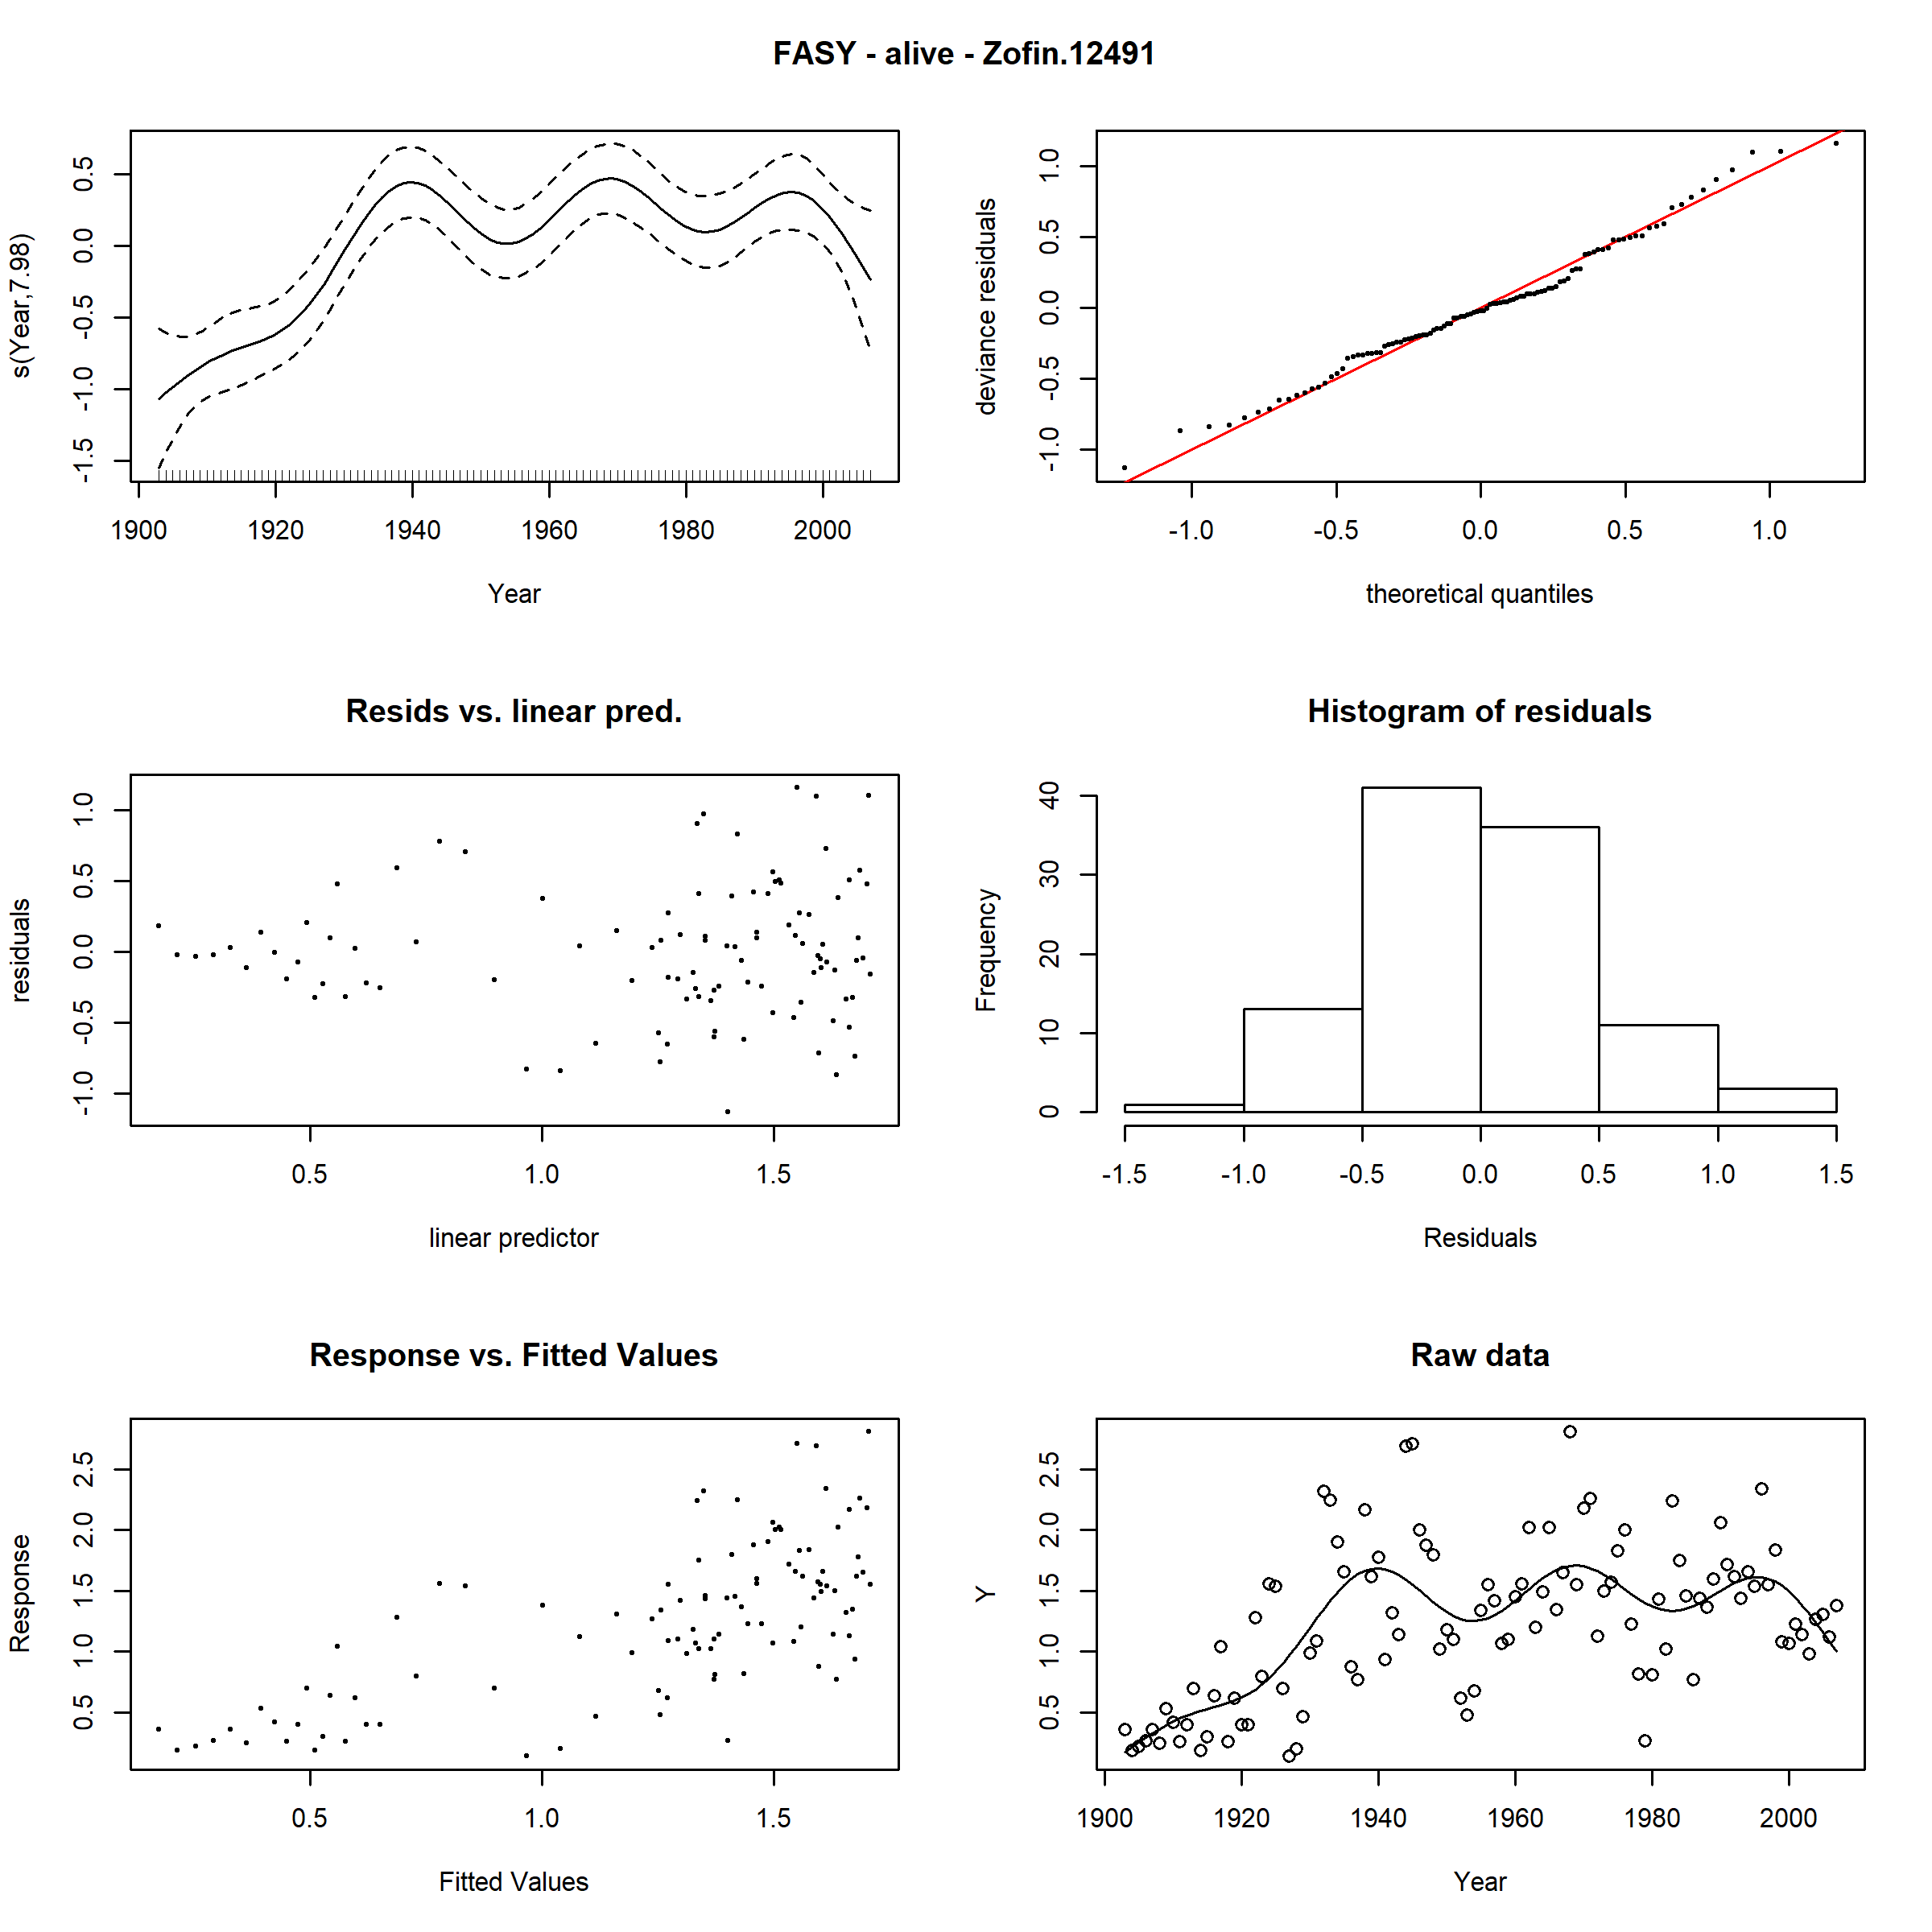 FASY - alive - Zofin.12491
s(Year,7.98)
0.5
0.0
-0.5
-1.0
-1.5
1900 1920 1940 1960 1980 2000
Year
deviance residuals
1.0
0.5
0.0
-0.5
-1.0
-1.0 -0.5 0.0 0.5 1.0
theoretical quantiles
Resids vs. linear pred.
residuals
1.0
0.5
0.0
-0.5
-1.0
0.5 1.0 1.5
linear predictor
Histogram of residuals
Frequency
40
30
20
10
0
-1.5 -1.0 -0.5 0.0 0.5 1.0 1.5
Residuals
Response vs. Fitted Values
Response
2.5
2.0
1.5
1.0
0.5
0.5 1.0 1.5
Fitted Values
Raw data
Y
2.5
2.0
1.5
1.0
0.5
1900 1920 1940 1960 1980 2000
Year